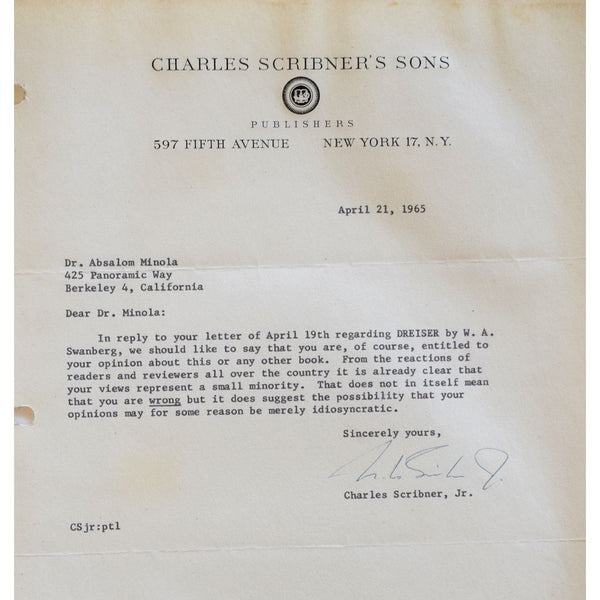 CHARLES SCRIBNER'S SONS
PUBLISHERS
597 FIFTH AVENUE NEW YORK 17, N.Y.
April 21, 1965
Dr. Absalom Minola
425 Panoramic Way
Berkeley 4, California
Dear Dr. Minola:
In reply to your letter of April 19th regarding DREISER by W. A.
Swanberg, we should like to say that you are, of course, entitled to
your opinion about this or any other book. From the reactions of
readers and reviewers all over the country it is already clear that
your views represent a small minority. That does not in itself mean
that you are wrong but it does suggest the possibility that your
opinions may for some reason be merely idiosyncratic.
Sincerely yours,
Charles Scribner, Jr.
CSjr:ptl